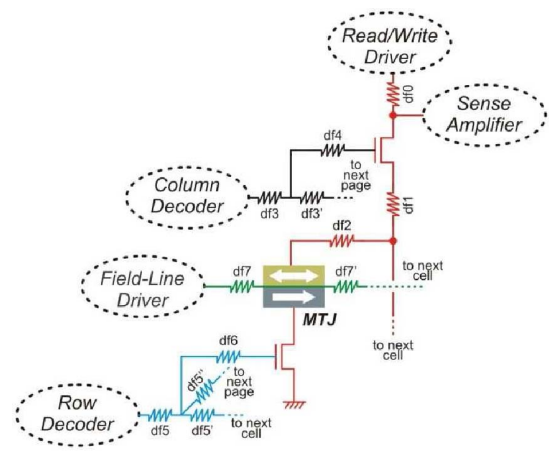 Read/Write
Driver
df0
Sense
Amplifier
df4
to
next
page
Column
Decoder
df3
df3'
df1
df2
Field-Line
Driver
df7
df7'
to next
cell
MTJ
to next
cell
df6
df5''
to
next
page
Row
Decoder
df5
df5'
to next
cell